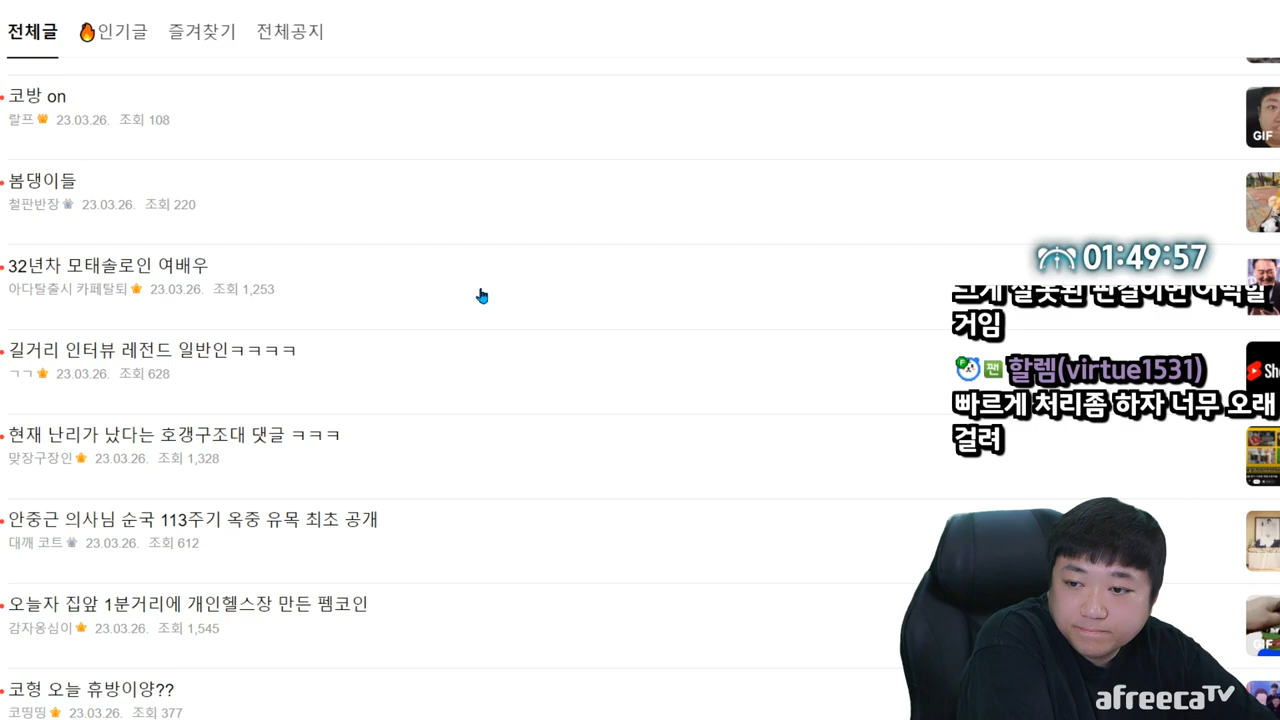 전체글 인기글 즐겨찾기 전체공지
코방 on
랄프 23.03.26. 조회 108
GIF
봄댕이들
철판반장 23.03.26. 조회 220
01:49:57
32년차 모태솔로인 여배우
아다탈출시 카페탈퇴 23.03.26. 조회 1,253
거임
길거리 인터뷰 레전드 일반인ㅋㅋㅋㅋ
ㄱㄱ 23.03.26. 조회 628
할렘(virtue1531)
빠르게 처리좀 하자 너무 오래
걸려
현재 난리가 났다는 호갱구조대 댓글 ㅋㅋㅋ
맞장구장인 23.03.26. 조회 1,328
안중근 의사님 순국 113주기 옥중 유목 최초 공개
대깨 코트 23.03.26. 조회 612
오늘자 집앞 1분거리에 개인헬스장 만든 펨코인
감자옹심이 23.03.26. 조회 1,545
GIF
코형 오늘 휴방이양??
코띵띵 23.03.26. 조회 377
afreecaTV